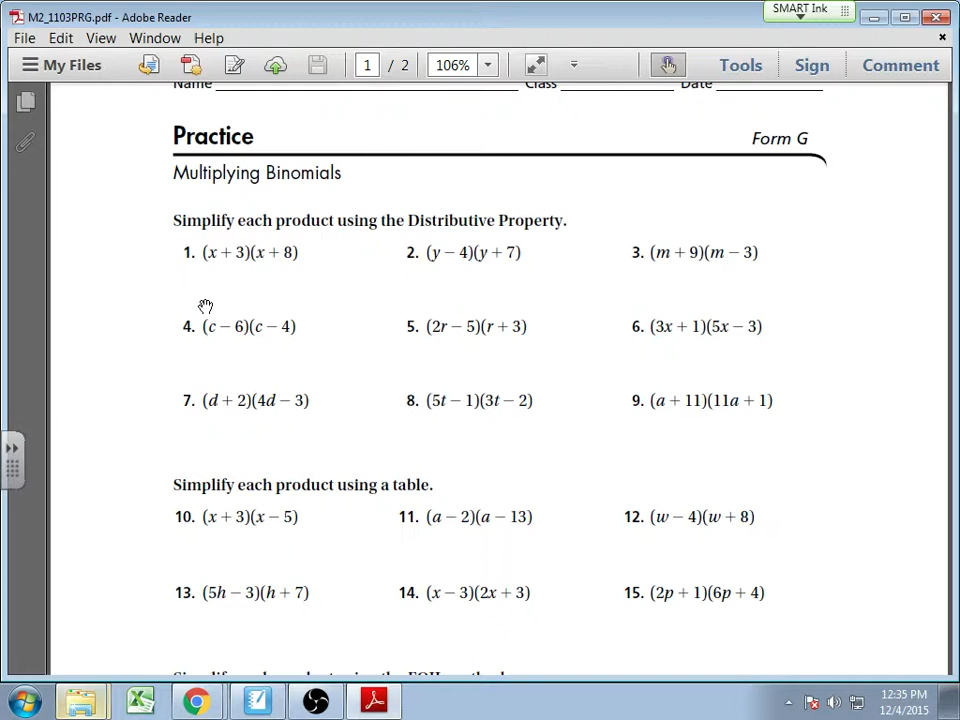 M2_1103PRG.pdf - Adobe Reader
SMART Ink
File Edit View Window Help
My Files 1 / 2 106% Tools Sign Comment
Name Class Date
Practice Form G
Multiplying Binomials
Simplify each product using the Distributive Property.
1. (x + 3)(x + 8) 2. (y − 4)(y + 7) 3. (m + 9)(m − 3)
4. (c − 6)(c − 4) 5. (2r − 5)(r + 3) 6. (3x + 1)(5x − 3)
7. (d + 2)(4d − 3) 8. (5t − 1)(3t − 2) 9. (a + 11)(11a + 1)
Simplify each product using a table.
10. (x + 3)(x − 5) 11. (a − 2)(a − 13) 12. (w − 4)(w + 8)
13. (5h − 3)(h + 7) 14. (x − 3)(2x + 3) 15. (2p + 1)(6p + 4)
12:35 PM
12/4/2015